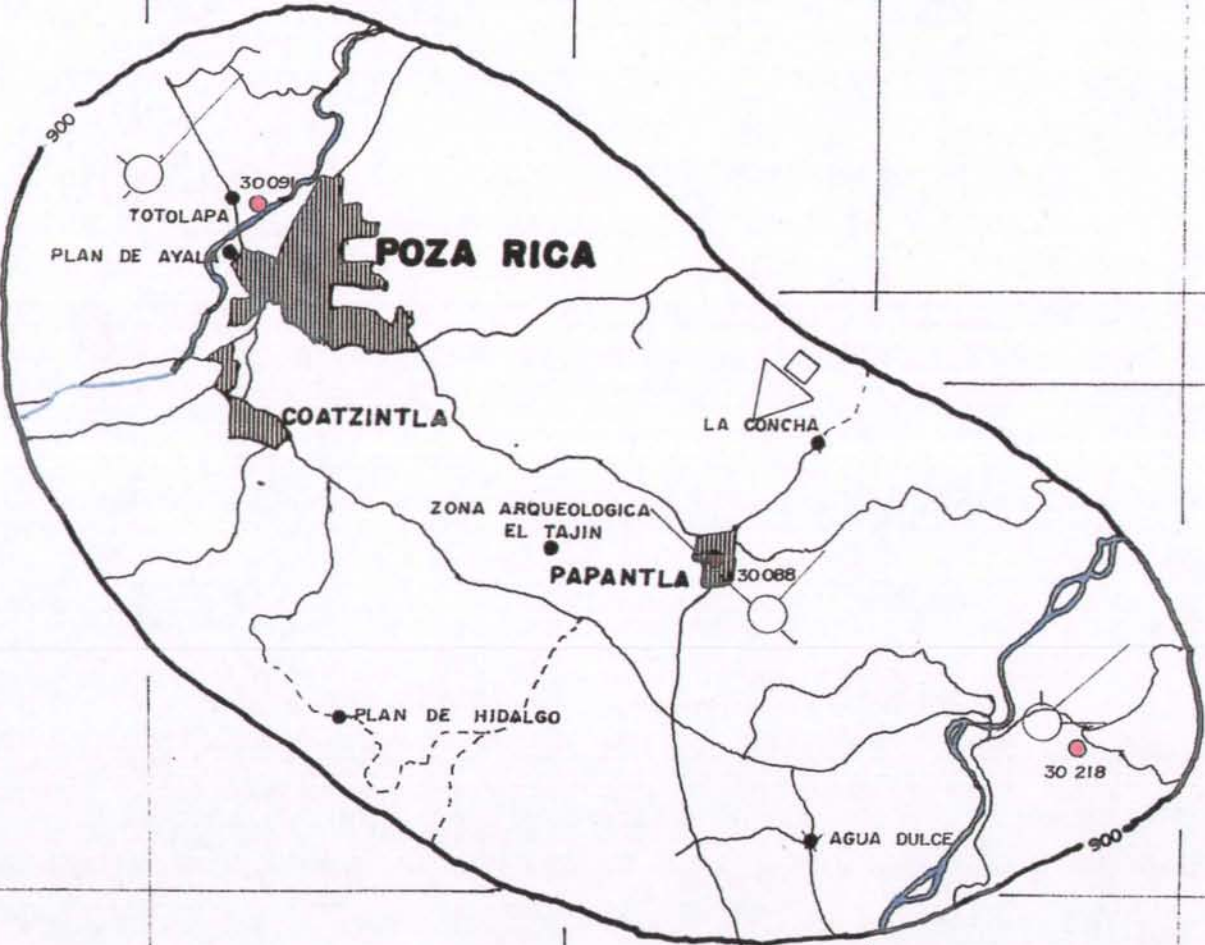 900
30091
TOTOLAPA
PLAN DE AYALA
POZA RICA
COATZINTLA
LA CONCHA
ZONA ARQUEOLOGICA
EL TAJIN
PAPANTLA
30088
PLAN DE HIDALGO
30 218
AGUA DULCE
900